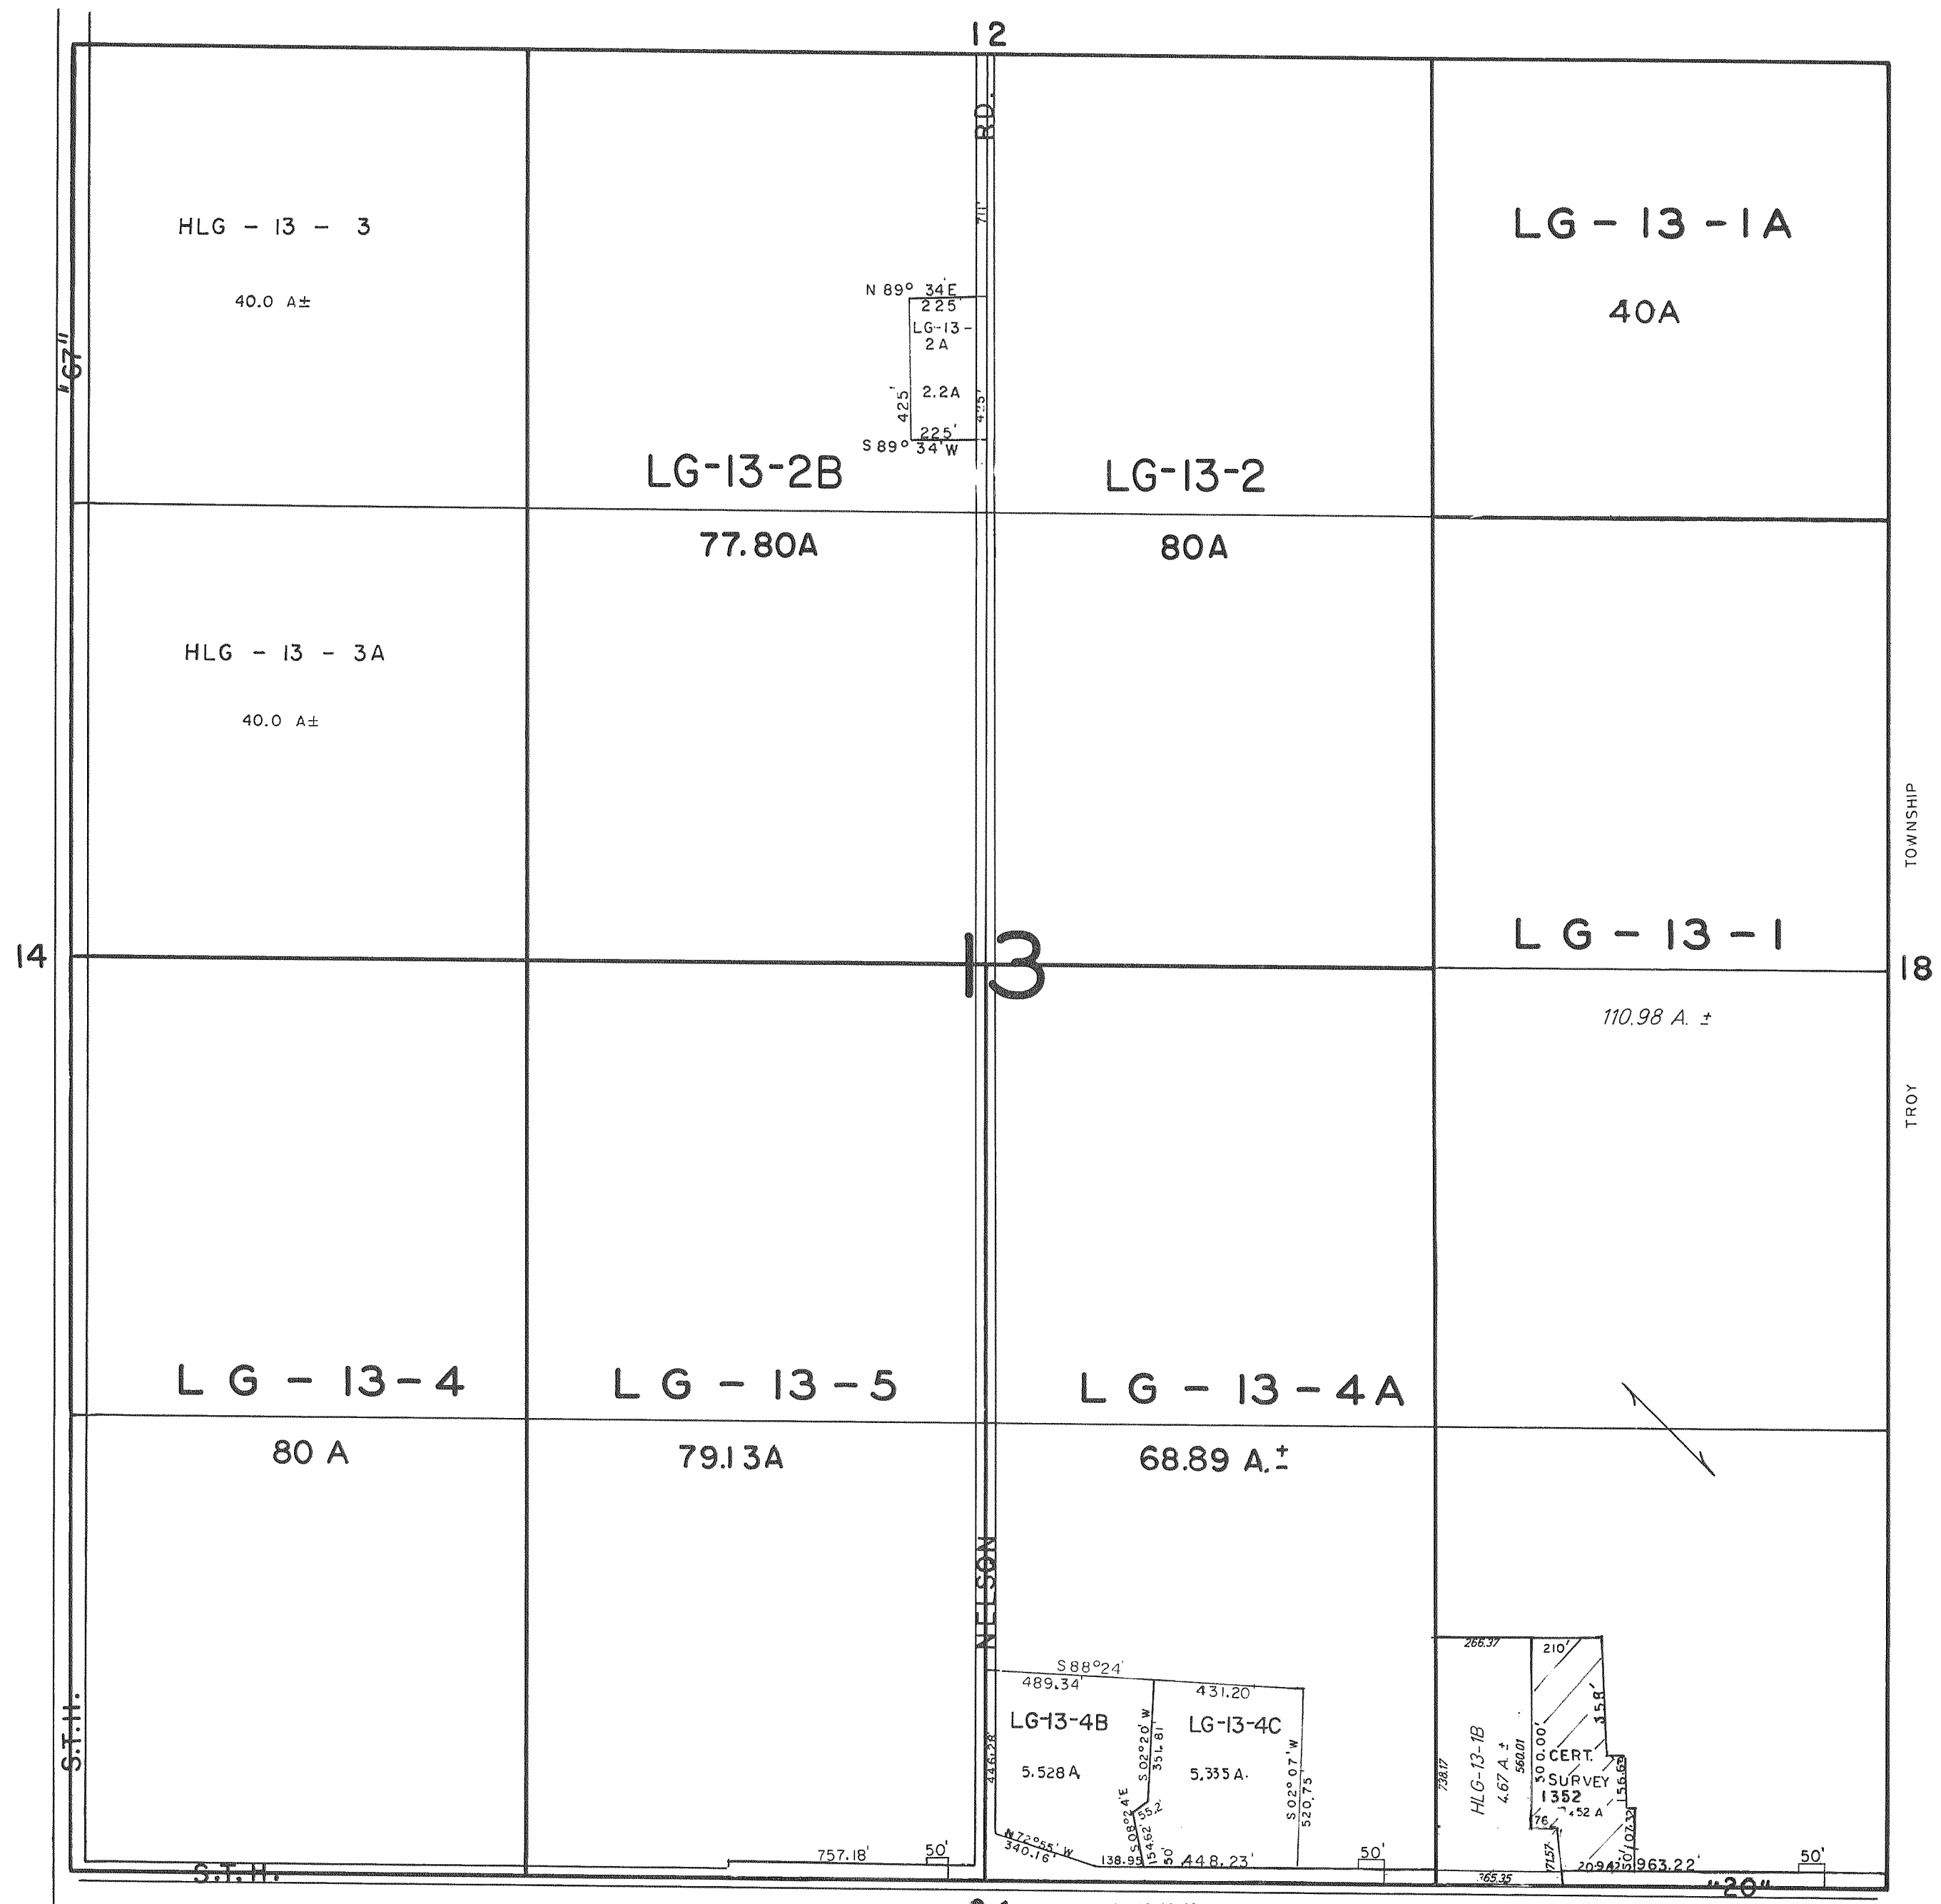 12
RD.
711'
HLG - 13 - 3
40.0 A±
"67"
N 89° 34' E
225'
LG-13-
2A
2.2A
425'
425'
225'
S 89° 34' W
LG-13-2B
77.80A
LG-13-2
80A
LG-13-1A
40A
HLG - 13 - 3A
40.0 A±
TOWNSHIP
14
13
LG-13-1
18
110.98 A. ±
TROY
LG-13-4
80 A
LG-13-5
79.13A
LG-13-4A
68.89 A.±
NELSON
S.T.H.
S88°24'
489.34'
431.20'
LG-13-4B
5.528 A.
446.28'
S 02°20' W
351.81'
LG-13-4C
5.335 A.
S 02° 07' W
520.75
S 08°24' E
55.2'
154.62'
50'
N 72°55' W
340.16'
138.95
448.23'
50'
757.18'
50'
S.T.H.
266.37
210'
HLG-13-1B
4.67 A. ±
738.17
560.01
500.00'
358'
CERT.
SURVEY
1352
156.69
76
107.32
71.57
50'
963.22'
50'
"20"